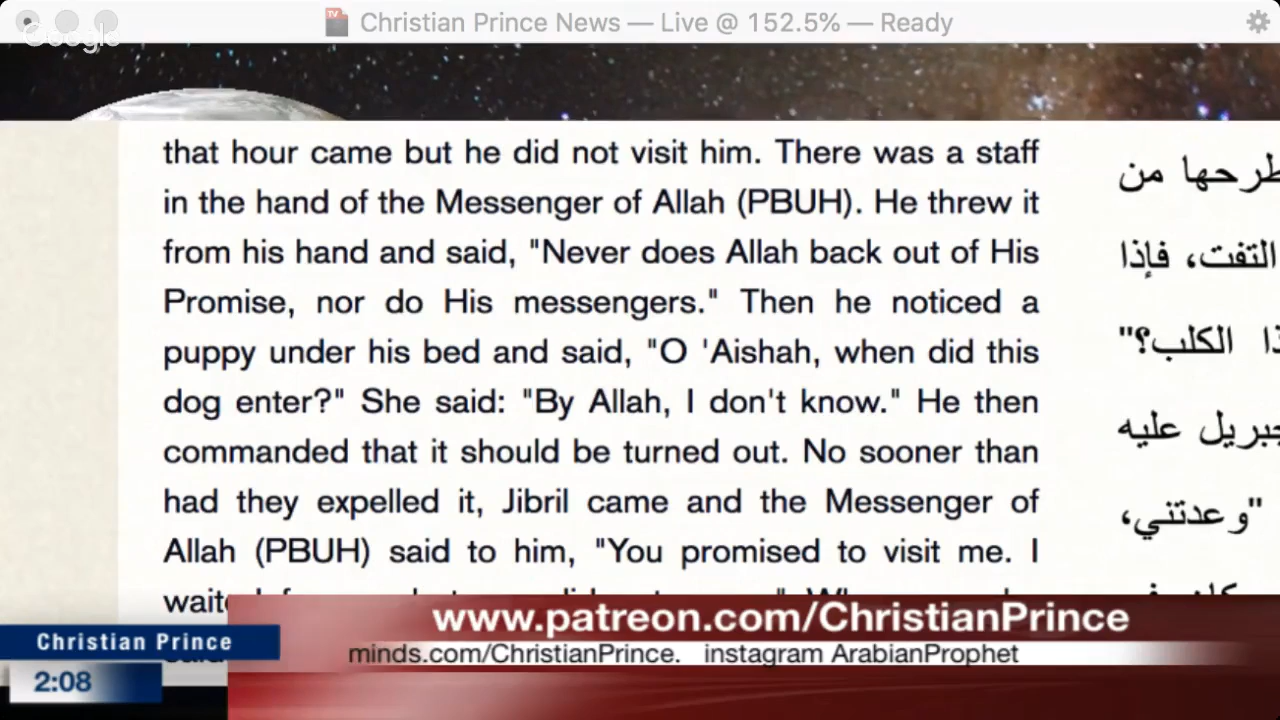 Christian Prince News — Live @ 152.5% — Ready
Google
that hour came but he did not visit him. There was a staff
in the hand of the Messenger of Allah (PBUH). He threw it
from his hand and said, "Never does Allah back out of His
Promise, nor do His messengers." Then he noticed a
puppy under his bed and said, "O 'Aishah, when did this
dog enter?" She said: "By Allah, I don't know." He then
commanded that it should be turned out. No sooner than
had they expelled it, Jibril came and the Messenger of
Allah (PBUH) said to him, "You promised to visit me. I
طرحها من
التفت، فإذا
الكلب؟"
جبريل عليه
"وعدتني،
www.patreon.com/ChristianPrince
minds.com/ChristianPrince. instagram ArabianProphet
Christian Prince
2:08